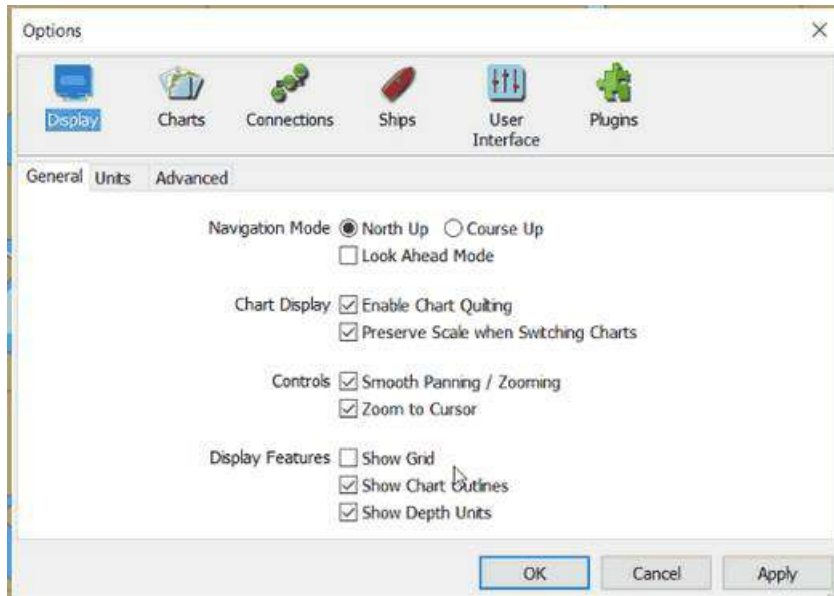 Options
Display Charts Connections Ships User Interface Plugins
General Units Advanced
Navigation Mode North Up Course Up
Look Ahead Mode
Chart Display Enable Chart Quilting
Preserve Scale when Switching Charts
Controls Smooth Panning / Zooming
Zoom to Cursor
Display Features Show Grid
Show Chart Outlines
Show Depth Units
OK Cancel Apply